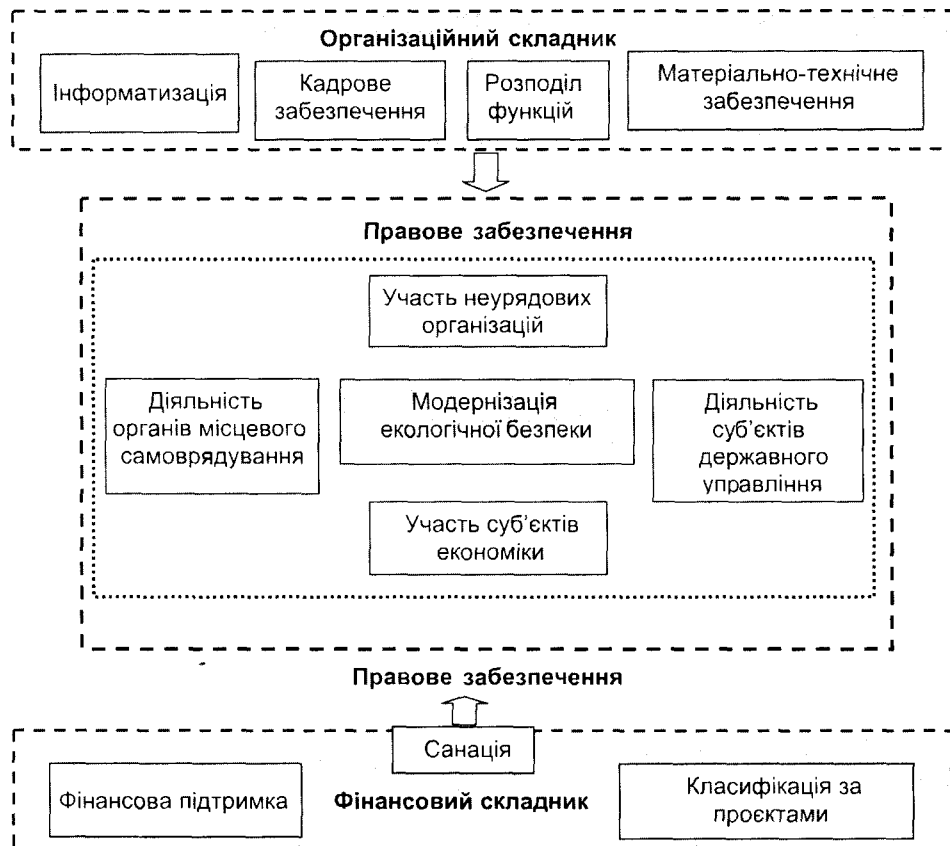 Організаційний складник
Інформатизація
Кадрове
забезпечення
Розподіл
функцій
Матеріально-технічне
забезпечення
Правове забезпечення
Участь неурядових
організацій
Діяльність
органів місцевого
самоврядування
Модернізація
екологічної безпеки
Діяльність
суб’єктів
державного
управління
Участь суб’єктів
економіки
Правове забезпечення
Санація
Фінансова підтримка
Фінансовий складник
Класифікація за
проєктами